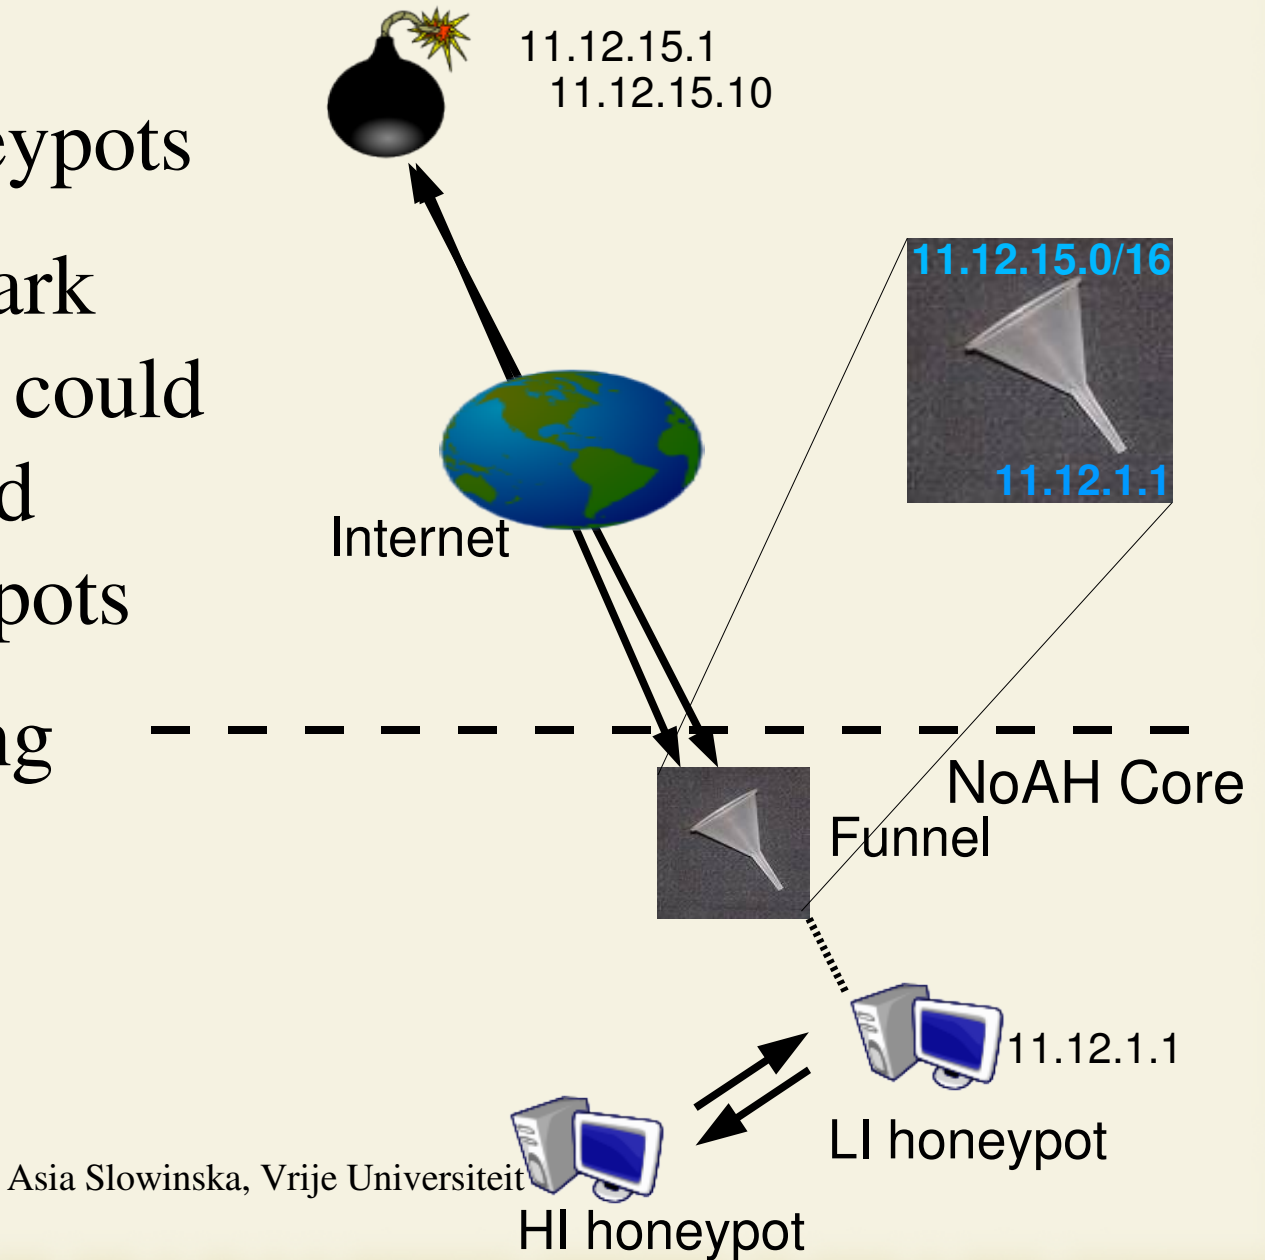 11.12.15.1
11.12.15.10
eypots
ark
could
d
pots
ng
11.12.15.0/16
11.12.1.1
Internet
NoAH Core
Funnel
11.12.1.1
LI honeypot
Asia Slowinska, Vrije Universiteit
HI honeypot